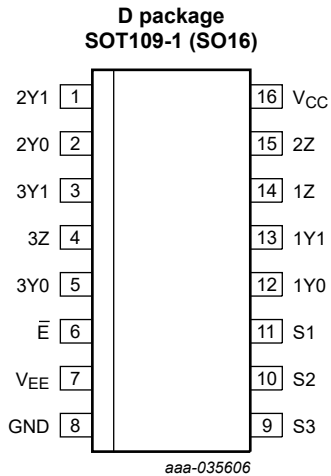 D package
SOT109-1 (SO16)
2Y1 1 16 VCC
2Y0 2 15 2Z
3Y1 3 14 1Z
3Z 4 13 1Y1
3Y0 5 12 1Y0
E̅ 6 11 S1
VEE 7 10 S2
GND 8 9 S3
aaa-035606